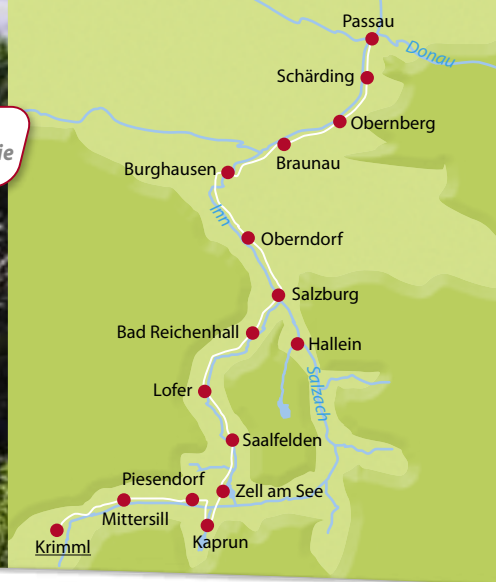 Passau
Donau
Schärding
Obernberg
ie
Braunau
Burghausen
Inn
Oberndorf
Salzburg
Bad Reichenhall
Hallein
Salzach
Lofer
Saalfelden
Piesendorf
Zell am See
Mittersill
Kaprun
Krimml